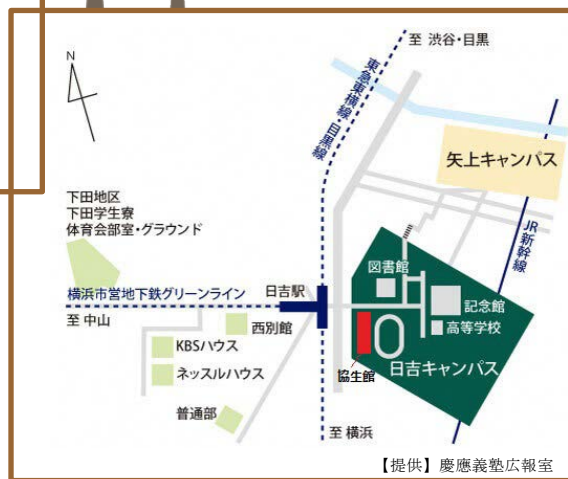 至 渋谷・目黒
N
東急東横線・目黒線
矢上キャンパス
下田地区
下田学生寮
体育会部室・グラウンド
JR新幹線
図書館
横浜市営地下鉄グリーンライン
日吉駅
記念館
至 中山
西別館
高等学校
KBSハウス
日吉キャンパス
協生館
ネッスルハウス
普通部
至 横浜
【提供】慶應義塾広報室